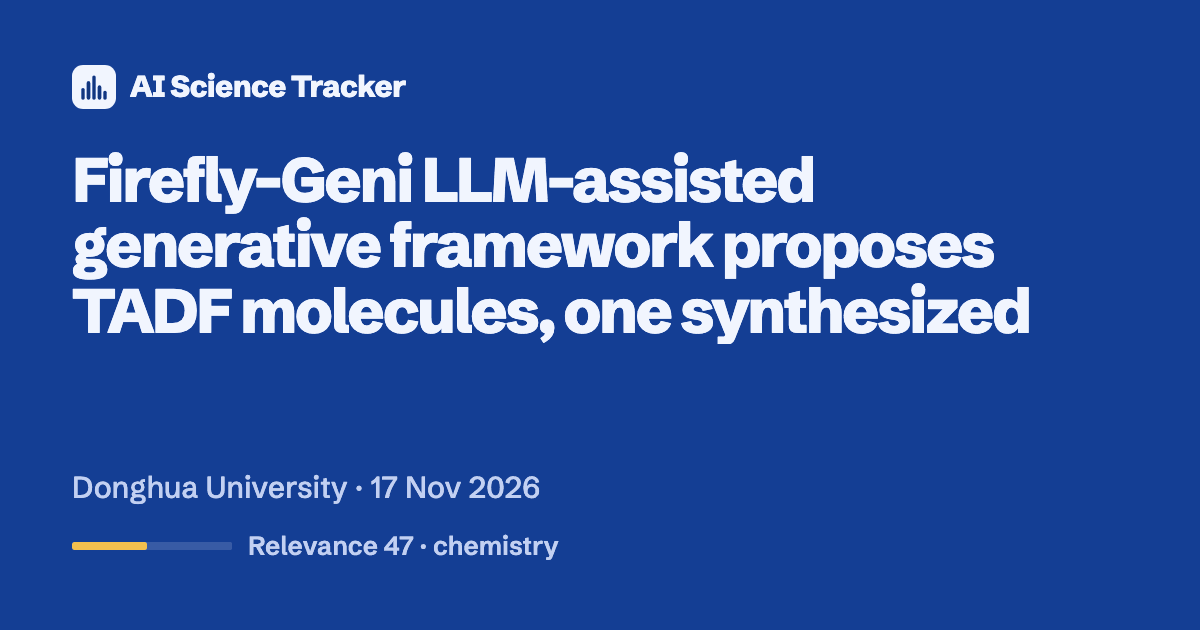 AI Science Tracker
Firefly-Geni LLM-assisted
generative framework proposes
TADF molecules, one synthesized
Donghua University · 17 Nov 2026
Relevance 47 · chemistry